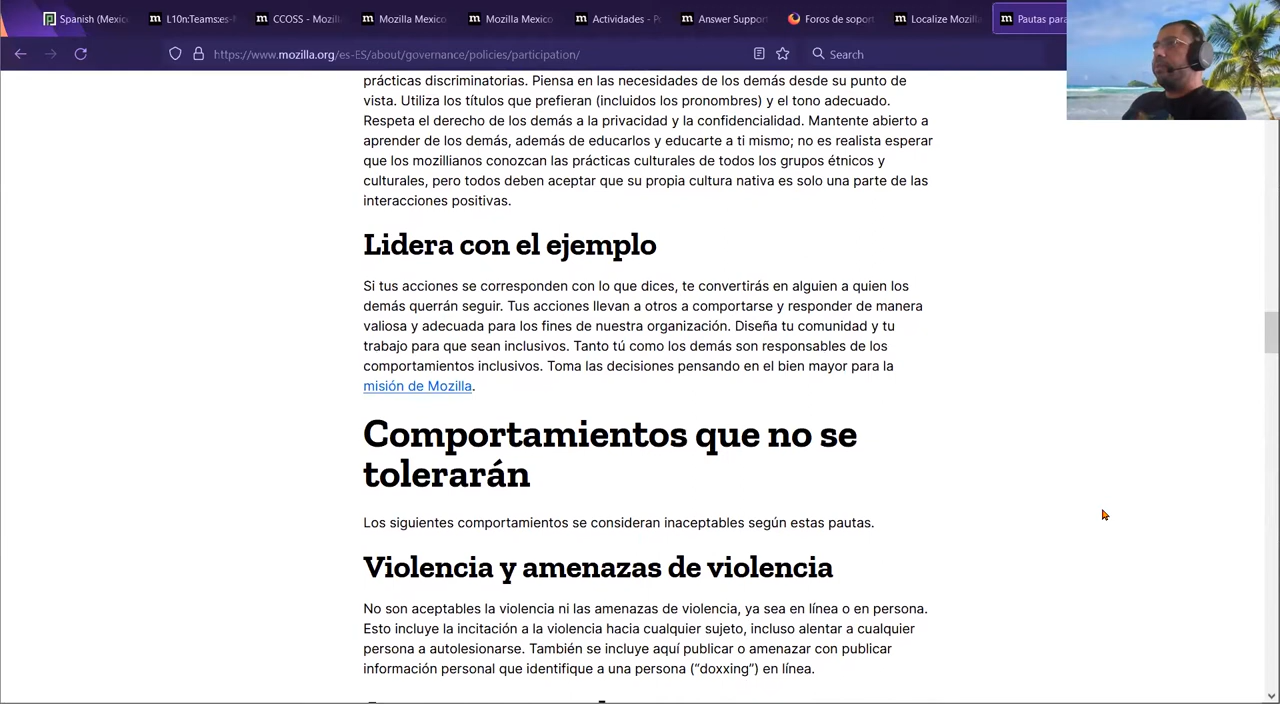 Spanish (Mexic
L10n:Teams:es-M
CCOSS - Mozilla
Mozilla Mexico
Mozilla Mexico
Actividades - Pr
Answer Support
Foros de soport
Localize Mozilla
Pautas para
https://www.mozilla.org/es-ES/about/governance/policies/participation/
Search
prácticas discriminatorias. Piensa en las necesidades de los demás desde su punto de
vista. Utiliza los títulos que prefieran (incluidos los pronombres) y el tono adecuado.
Respeta el derecho de los demás a la privacidad y la confidencialidad. Mantente abierto a
aprender de los demás, además de educarlos y educarte a ti mismo; no es realista esperar
que los mozillianos conozcan las prácticas culturales de todos los grupos étnicos y
culturales, pero todos deben aceptar que su propia cultura nativa es solo una parte de las
interacciones positivas.
Lidera con el ejemplo
Si tus acciones se corresponden con lo que dices, te convertirás en alguien a quien los
demás querrán seguir. Tus acciones llevan a otros a comportarse y responder de manera
valiosa y adecuada para los fines de nuestra organización. Diseña tu comunidad y tu
trabajo para que sean inclusivos. Tanto tú como los demás son responsables de los
comportamientos inclusivos. Toma las decisiones pensando en el bien mayor para la
misión de Mozilla.
Comportamientos que no se
tolerarán
Los siguientes comportamientos se consideran inaceptables según estas pautas.
Violencia y amenazas de violencia
No son aceptables la violencia ni las amenazas de violencia, ya sea en línea o en persona.
Esto incluye la incitación a la violencia hacia cualquier sujeto, incluso alentar a cualquier
persona a autolesionarse. También se incluye aquí publicar o amenazar con publicar
información personal que identifique a una persona (“doxxing”) en línea.